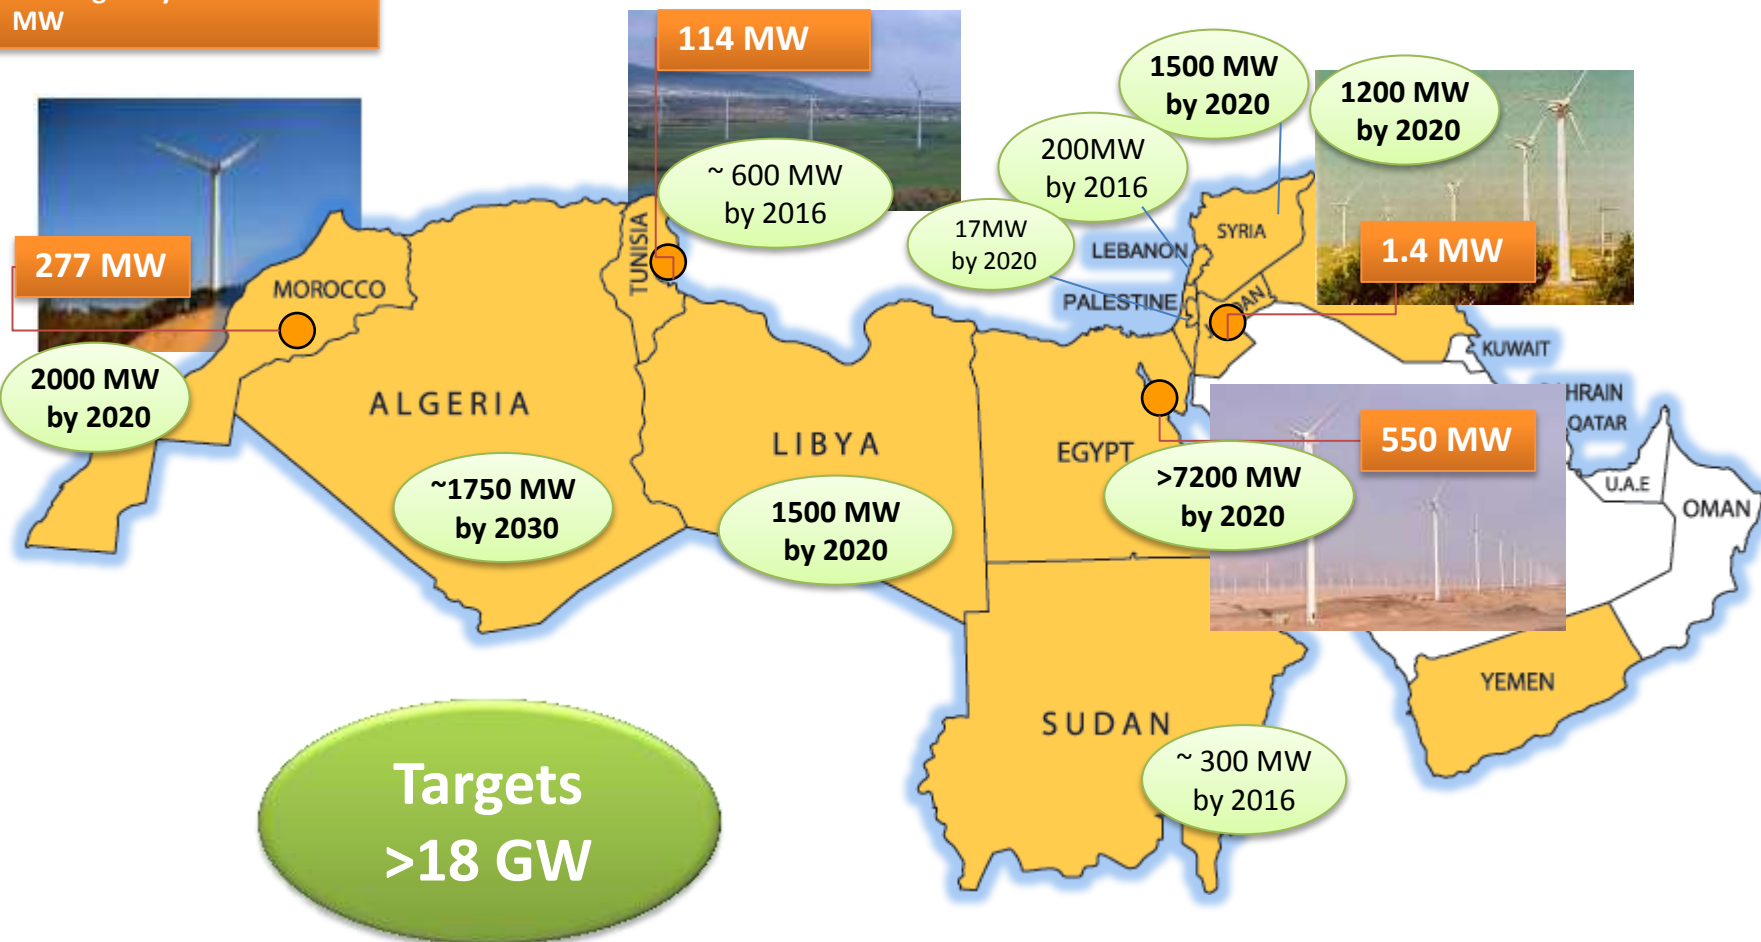 MW
114 MW
1500 MW
by 2020
1200 MW
by 2020
200MW
by 2016
~ 600 MW
by 2016
17MW
by 2020
TUNISIA
LEBANON
SYRIA
1.4 MW
277 MW
MOROCCO
PALESTINE
KUWAIT
2000 MW
by 2020
ALGERIA
LIBYA
EGYPT
550 MW
HRAIN
QATAR
~1750 MW
by 2030
1500 MW
by 2020
>7200 MW
by 2020
U.A.E
OMAN
YEMEN
SUDAN
~ 300 MW
by 2016
Targets
>18 GW